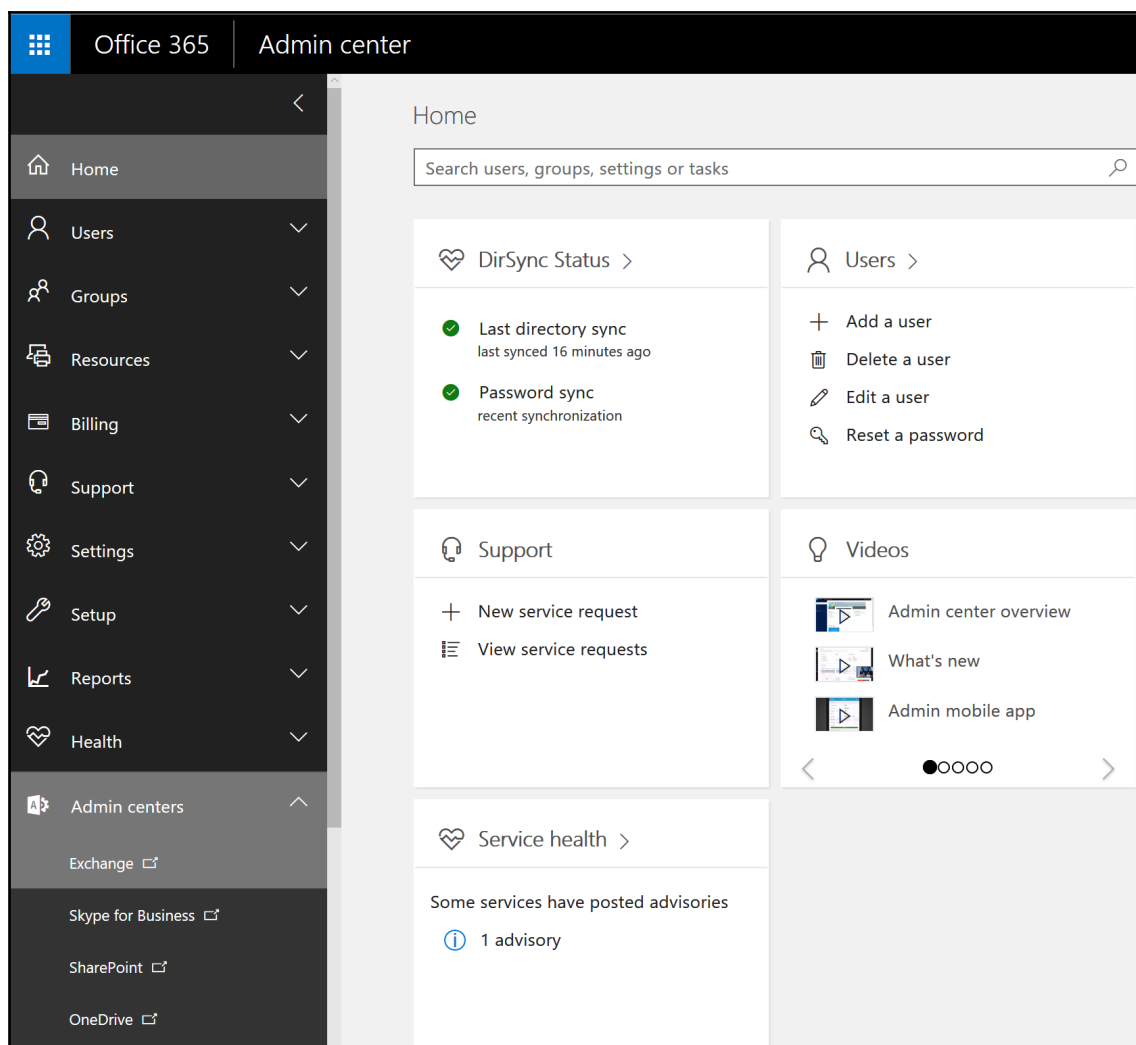 Office 365
Admin center
Home
Users
Groups
Resources
Billing
Support
Settings
Setup
Reports
Health
Admin centers
Exchange
Skype for Business
SharePoint
OneDrive
Home
Search users, groups, settings or tasks
DirSync Status
Last directory sync
last synced 16 minutes ago
Password sync
recent synchronization
Users
Add a user
Delete a user
Edit a user
Reset a password
Support
New service request
View service requests
Videos
Admin center overview
What's new
Admin mobile app
Service health
Some services have posted advisories
1 advisory